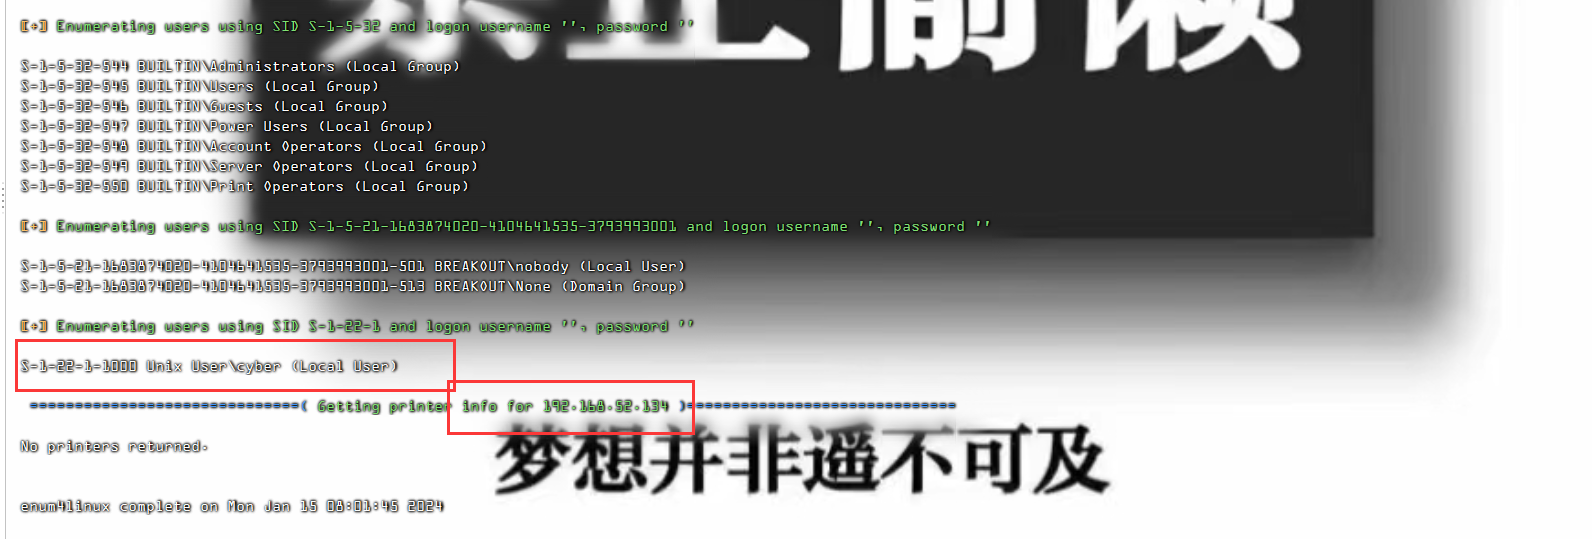 禁止偷懒
[+] Enumerating users using SID S-1-5-32 and logon username '', password ''
S-1-5-32-544 BUILTIN\Administrators (Local Group)
S-1-5-32-545 BUILTIN\Users (Local Group)
S-1-5-32-546 BUILTIN\Guests (Local Group)
S-1-5-32-547 BUILTIN\Power Users (Local Group)
S-1-5-32-548 BUILTIN\Account Operators (Local Group)
S-1-5-32-549 BUILTIN\Server Operators (Local Group)
S-1-5-32-550 BUILTIN\Print Operators (Local Group)
[+] Enumerating users using SID S-1-5-21-1683874020-4104641535-3793993001 and logon username '', password ''
S-1-5-21-1683874020-4104641535-3793993001-501 BREAKOUT\nobody (Local User)
S-1-5-21-1683874020-4104641535-3793993001-513 BREAKOUT\None (Domain Group)
[+] Enumerating users using SID S-1-22-1 and logon username '', password ''
S-1-22-1-1000 Unix User\cyber (Local User)
==============================( Getting printer info for 192.168.52.134 )==============================
No printers returned.
梦想并非遥不可及
enum4linux complete on Mon Jan 15 08:01:45 2024